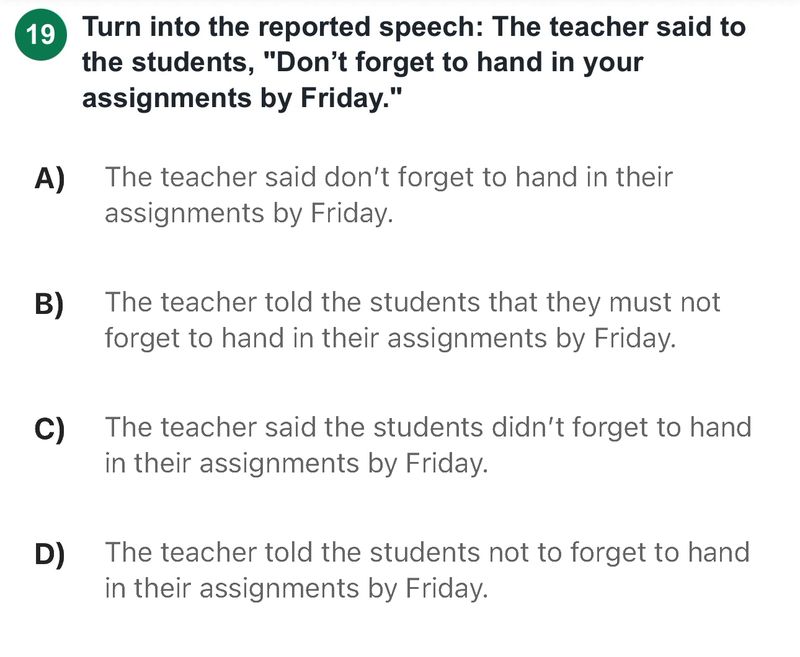 19 Turn into the reported speech: The teacher said to
the students, "Don’t forget to hand in your
assignments by Friday."
A) The teacher said don’t forget to hand in their
assignments by Friday.
B) The teacher told the students that they must not
forget to hand in their assignments by Friday.
C) The teacher said the students didn’t forget to hand
in their assignments by Friday.
D) The teacher told the students not to forget to hand
in their assignments by Friday.